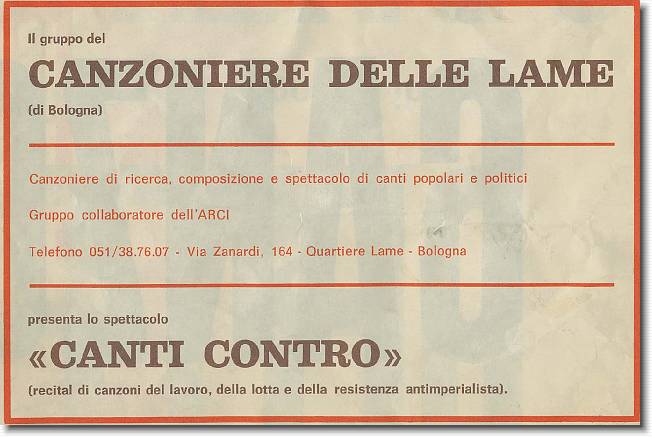 Il gruppo del
CANZONIERE DELLE LAME
(di Bologna)
Canzoniere di ricerca, composizione e spettacolo di canti popolari e politici
Gruppo collaboratore dell'ARCI
Telefono 051/38.76.07 - Via Zanardi, 164 - Quartiere Lame - Bologna
presenta lo spettacolo
«CANTI CONTRO»
(recital di canzoni del lavoro, della lotta e della resistenza antimperialista).